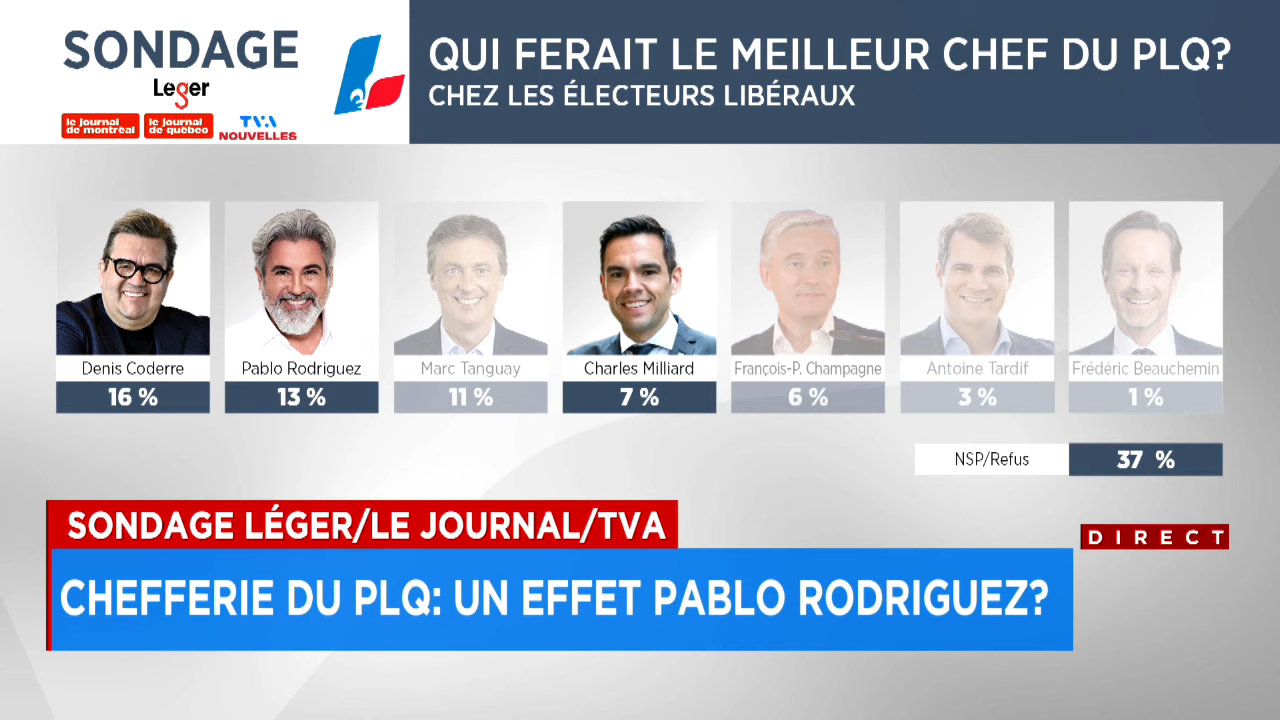 SONDAGE
Leger
le journal de montréal
le journal de québec
TVA
NOUVELLES
QUI FERAIT LE MEILLEUR CHEF DU PLQ?
CHEZ LES ÉLECTEURS LIBÉRAUX
Denis Coderre
16 %
Pablo Rodriguez
13 %
Marc Tanguay
11 %
Charles Milliard
7 %
François-P. Champagne
6 %
Antoine Tardif
3 %
Frédéric Beauchemin
1 %
NSP/Refus
37 %
SONDAGE LÉGER/LE JOURNAL/TVA
DIRECT
CHEFFERIE DU PLQ: UN EFFET PABLO RODRIGUEZ?